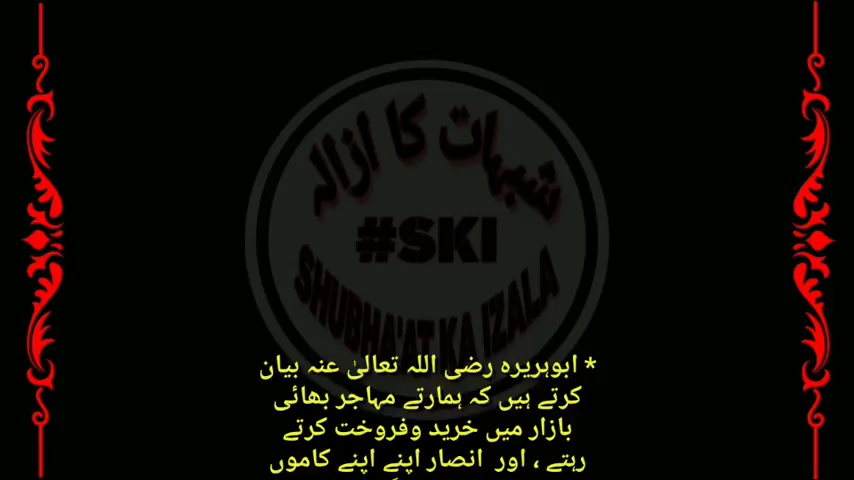 شبہات کا ازالہ
#SKI
SHUBHA'AT KA IZALA
* ابوہریرہ رضی اللہ تعالیٰ عنہ بیان
کرتے ہیں کہ ہمارتے مہاجر بھائی
بازار میں خرید وفروخت کرتے
رہتے ، اور انصار اپنے اپنے کاموں